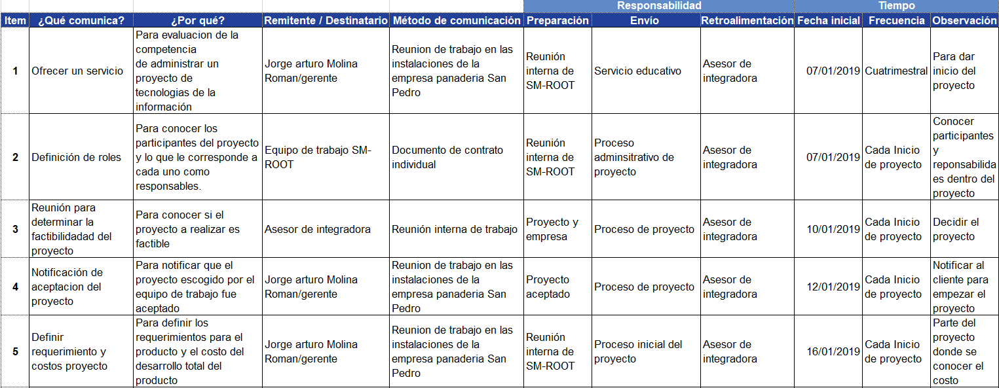 Responsabilidad Tiempo
Item ¿Qué comunica? ¿Por qué? Remitente / Destinatario Método de comunicación Preparación Envío Retroalimentación Fecha inicial Frecuencia Observación
1
Ofrecer un servicio
Para evaluacion de la
competencia
de administrar un
proyecto de
tecnologias de la
información
Jorge arturo Molina
Roman/gerente
Reunion de trabajo en las
instalaciones de la
empresa panaderia San
Pedro
Reunión
interna de
SM-ROOT
Servicio educativo
Asesor de
integradora
07/01/2019
Cuatrimestral
Para dar
inicio del
proyecto
2
Definición de roles
Para conocer los
participantes del proyecto
y lo que le corresponde a
cada uno como
responsables.
Equipo de trabajo SM-
ROOT
Documento de contrato
individual
Reunión
interna de
SM-ROOT
Proceso
adminsitrativo de
proyecto
Asesor de
integradora
07/01/2019
Cada Inicio
de proyecto
Conocer
participantes
y
reponsabilida
es dentro del
proyecto
3
Reunión para
determinar la
factibilidadad del
proyecto
Para conocer si el
proyecto a realizar es
factible
Asesor de integradora
Reunión interna de trabajo
Proyecto y
empresa
Proceso de proyecto
Asesor de
integradora
10/01/2019
Cada Inicio
de proyecto
Decidir el
proyecto
4
Notificación de
aceptacion del
proyecto
Para notificar que el
proyecto escogido por el
equipo de trabajo fue
aceptado
Jorge arturo Molina
Roman/gerente
Reunion de trabajo en las
instalaciones de la
empresa panaderia San
Pedro
Proyecto
aceptado
Proceso de proyecto
Asesor de
integradora
12/01/2019
Cada Inicio
de proyecto
Notificar al
cliente para
empezar el
proyecto
5
Definir
requerimiento y
costos proyecto
Para definir los
requerimientos para el
producto y el costo del
desarrollo total del
producto
Jorge arturo Molina
Roman/gerente
Reunion de trabajo en las
instalaciones de la
empresa panaderia San
Pedro
Reunión
interna de
SM-ROOT
Proceso inicial del
proyecto
Asesor de
integradora
16/01/2019
Cada Inicio
de proyecto
Parte del
proyecto
donde se
conocer el
costo